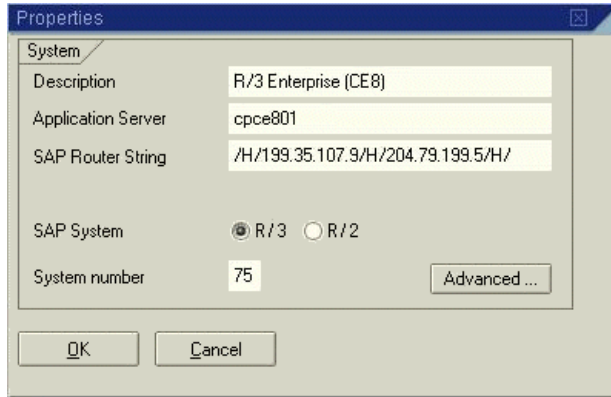 Properties
System
Description R/3 Enterprise (CE8)
Application Server cpce801
SAP Router String /H/199.35.107.9/H/204.79.199.5/H/
SAP System R/3 R/2
System number 75 Advanced ...
OK Cancel